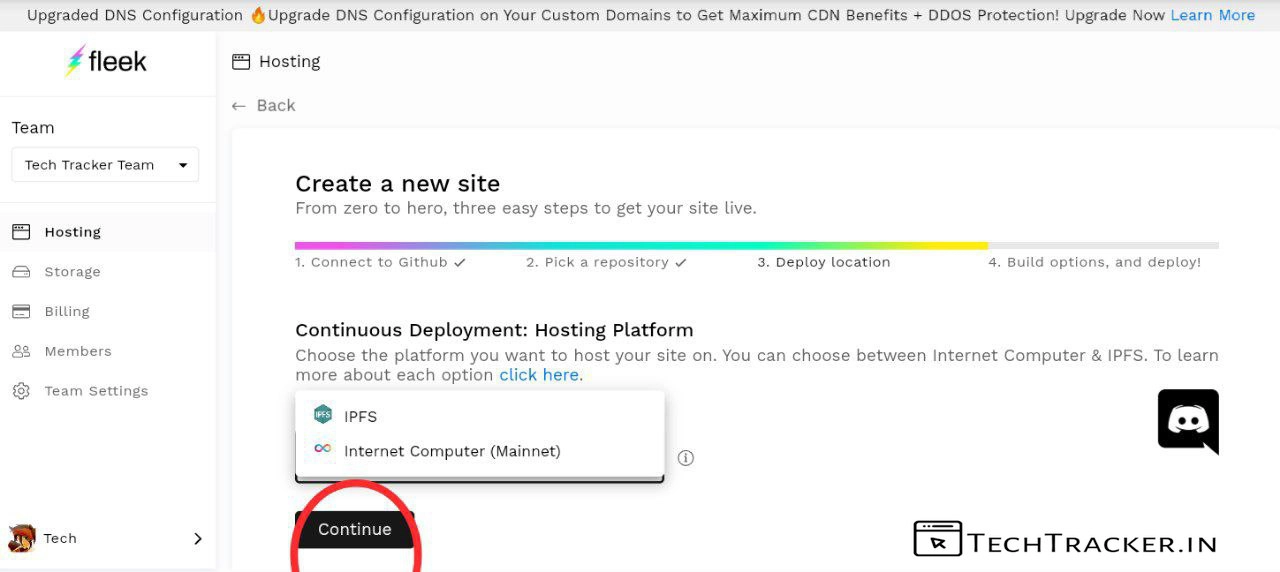 Upgraded DNS Configuration 🔥Upgrade DNS Configuration on Your Custom Domains to Get Maximum CDN Benefits + DDOS Protection! Upgrade Now Learn More
fleek
Team
Tech Tracker Team
Hosting
Storage
Billing
Members
Team Settings
Tech
Hosting
← Back
Create a new site
From zero to hero, three easy steps to get your site live.
1. Connect to Github ✓
2. Pick a repository ✓
3. Deploy location
4. Build options, and deploy!
Continuous Deployment: Hosting Platform
Choose the platform you want to host your site on. You can choose between Internet Computer & IPFS. To learn
more about each option click here.
IPFS IPFS
Internet Computer (Mainnet)
Continue
TECHTRACKER.IN